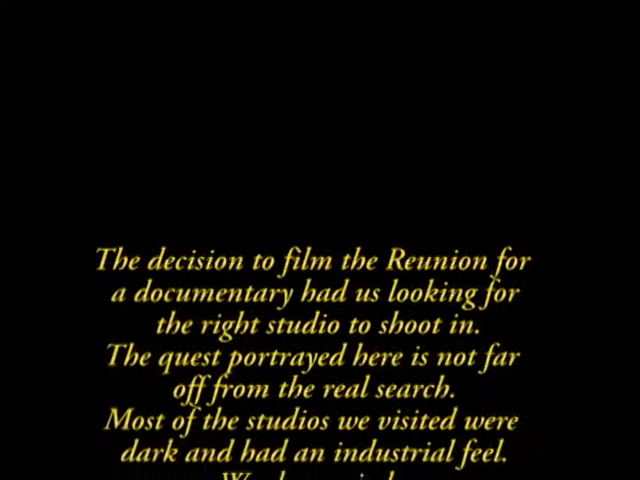 The decision to film the Reunion for
a documentary had us looking for
the right studio to shoot in.
The quest portrayed here is not far
off from the real search.
Most of the studios we visited were
dark and had an industrial feel.